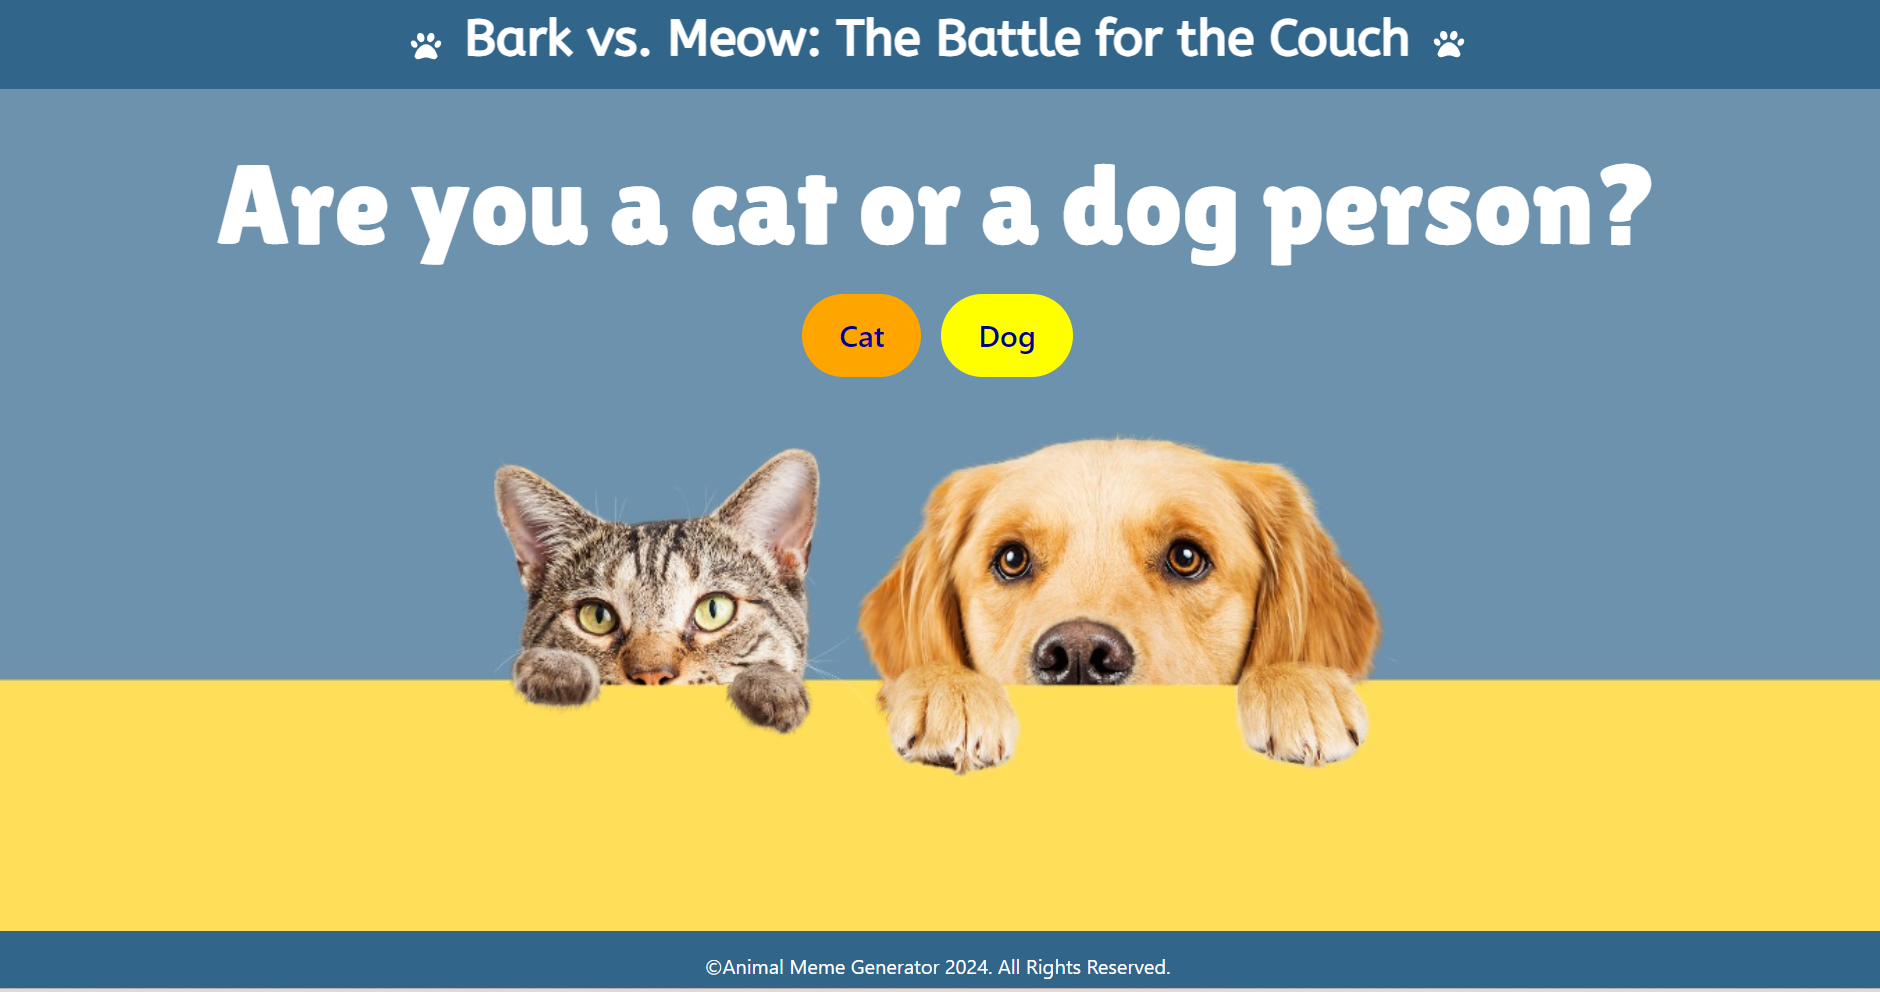 Bark vs. Meow: The Battle for the Couch
Are you a cat or a dog person?
Cat
Dog
©Animal Meme Generator 2024. All Rights Reserved.